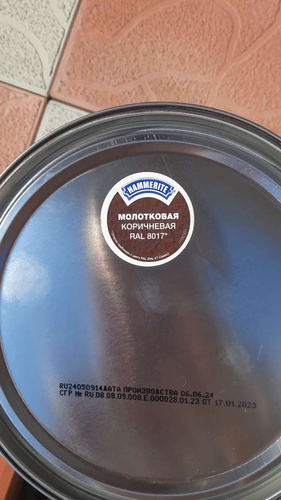 HAMMERITE
МОЛОТКОВАЯ
КОРИЧНЕВАЯ
RAL 8017*
RU24050914ДАТА ПРОИЗВОДСТВА 06.06.24
СГР № RU.08.08.09.008.E.000028.01.23 ОТ 17.01.2023